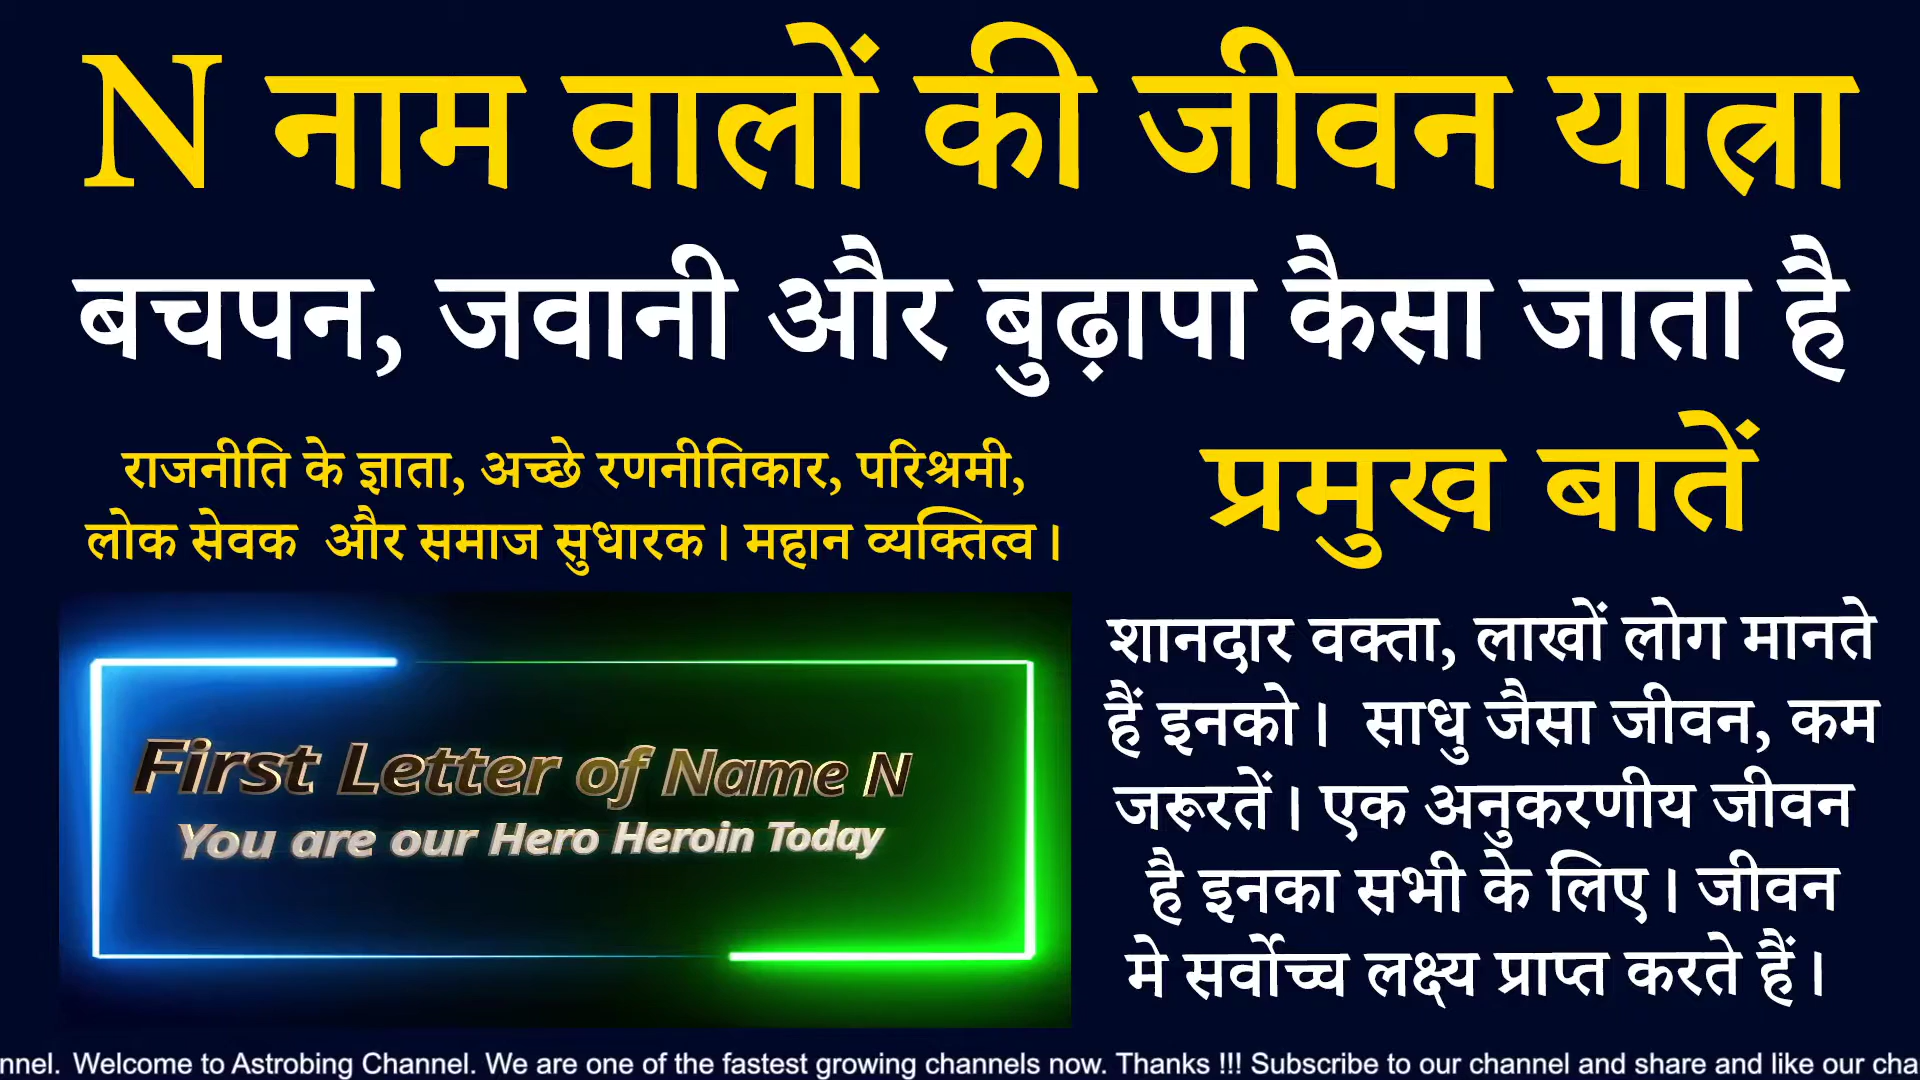 N नाम वालों की जीवन यात्रा
बचपन, जवानी और बुढ़ापा कैसा जाता है
राजनीति के ज्ञाता, अच्छे रणनीतिकार, परिश्रमी,
लोक सेवक और समाज सुधारक। महान व्यक्तित्व।
First Letter of Name N
You are our Hero Heroin Today
प्रमुख बातें
शानदार वक्ता, लाखों लोग मानते
हैं इनको। साधु जैसा जीवन, कम
जरूरतें। एक अनुकरणीय जीवन
है इनका सभी के लिए। जीवन
मे सर्वोच्च लक्ष्य प्राप्त करते हैं।
nnel. Welcome to Astrobing Channel. We are one of the fastest growing channels now. Thanks !!! Subscribe to our channel and share and like our cha